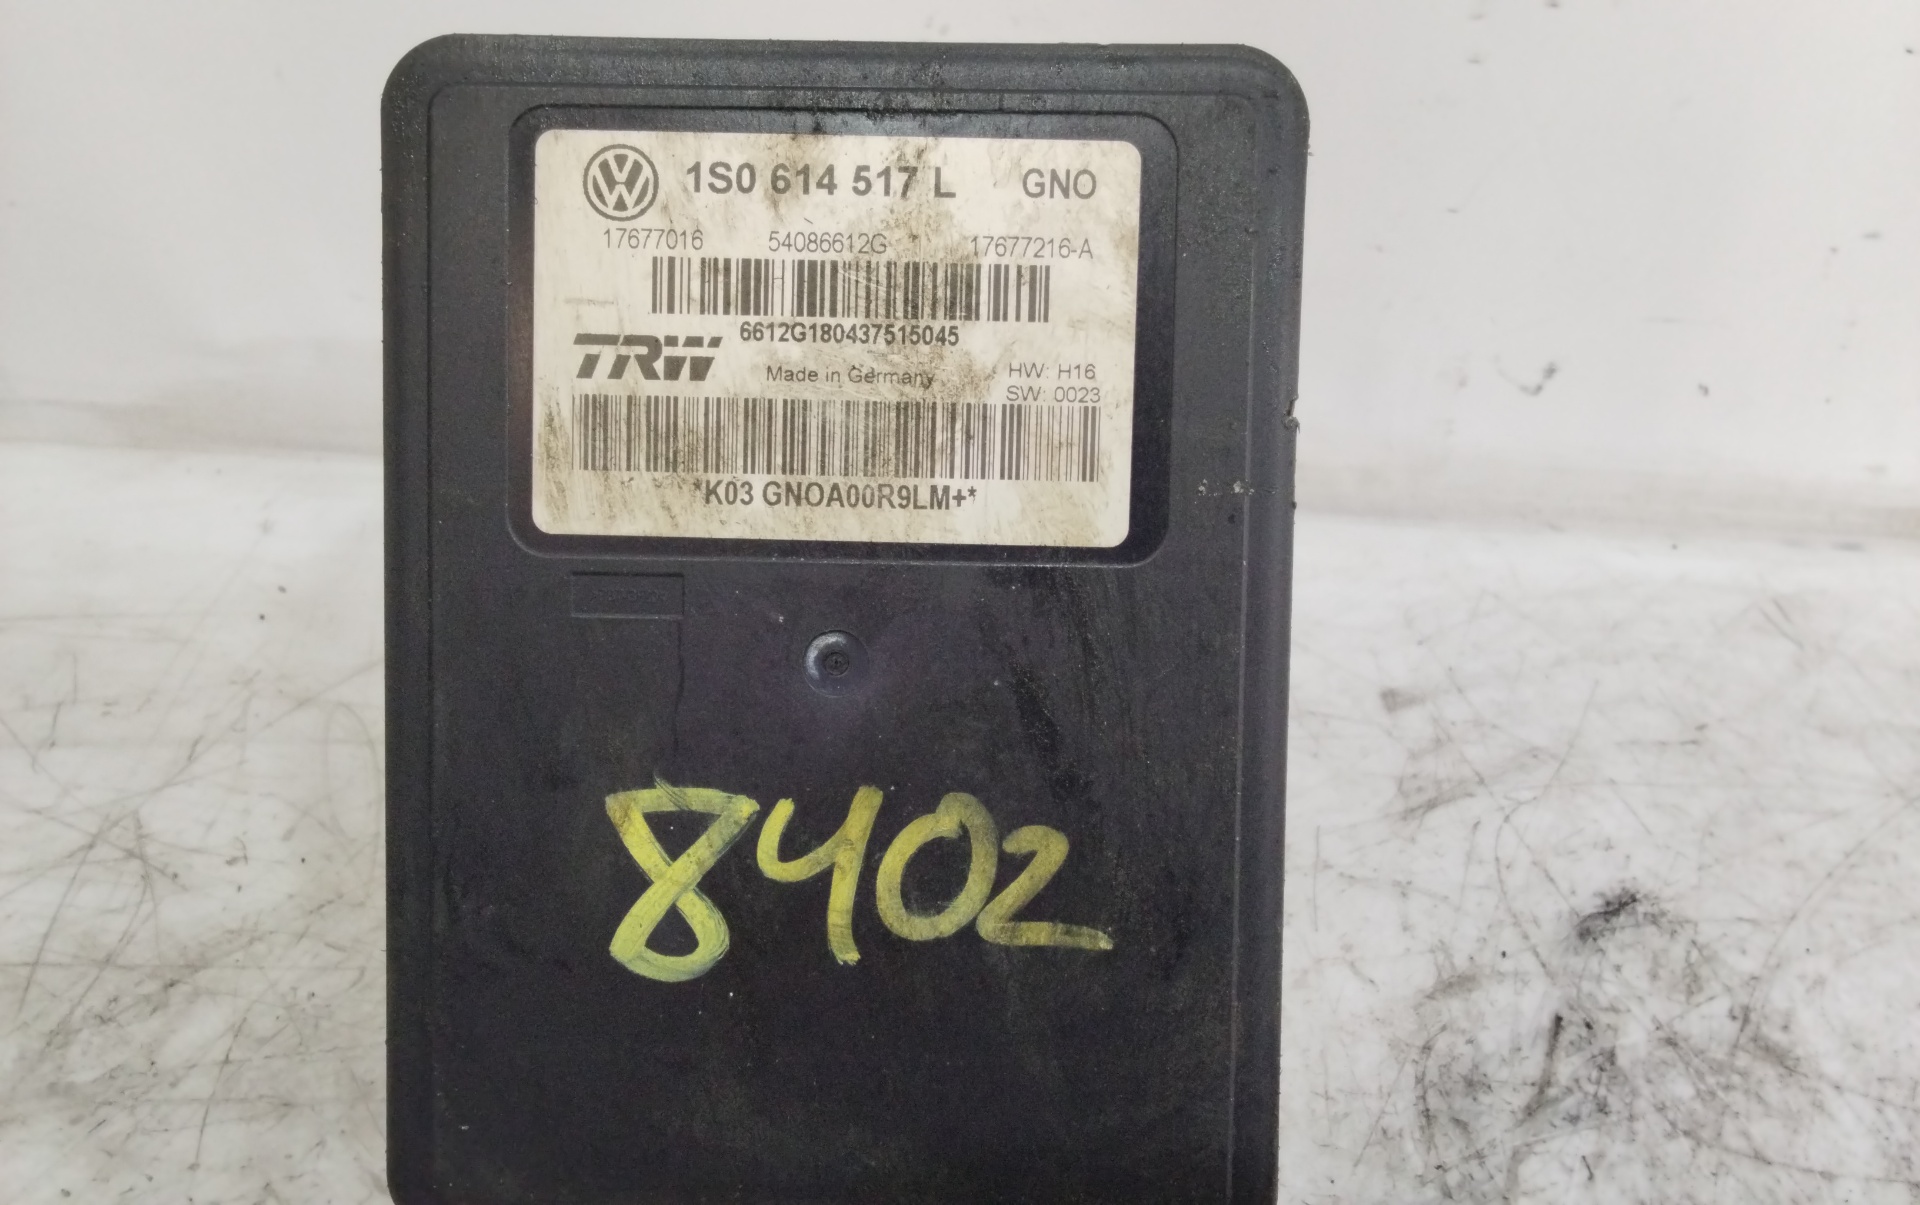 1S0 614 517 L GNO
17677016 54086612G 17677216-A
6612G180437515045
TRW
Made in Germany
HW: H16
SW: 0023
*K03 GNOA00R9LM+*
8402